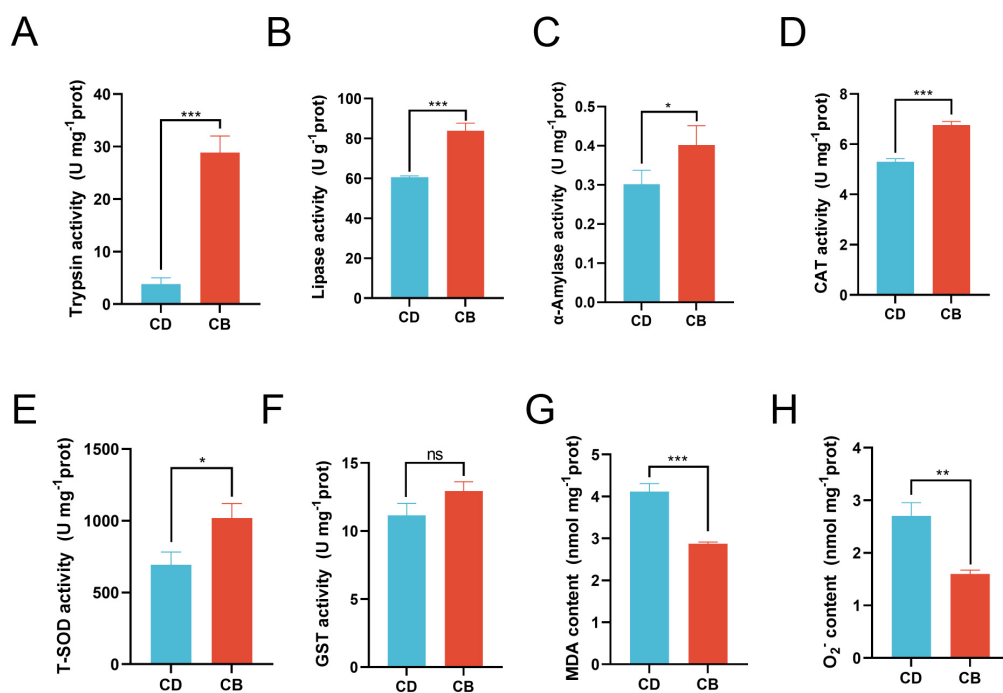 A
Trypsin activity (U mg⁻¹prot)
40
30
20
10
0
***
CD
CB
B
Lipase activity (U g⁻¹prot)
100
80
60
40
20
0
***
CD
CB
C
α-Amylase activity (U mg⁻¹prot)
0.5
0.4
0.3
0.2
0.1
0.0
*
CD
CB
D
CAT activity (U mg⁻¹prot)
8
6
4
2
0
***
CD
CB
E
T-SOD activity (U mg⁻¹prot)
1500
1000
500
0
*
CD
CB
F
GST activity (U mg⁻¹prot)
15
10
5
0
ns
CD
CB
G
MDA content (nmol mg⁻¹prot)
5
4
3
2
1
0
***
CD
CB
H
O₂⁻ content (nmol mg⁻¹prot)
4
3
2
1
0
**
CD
CB